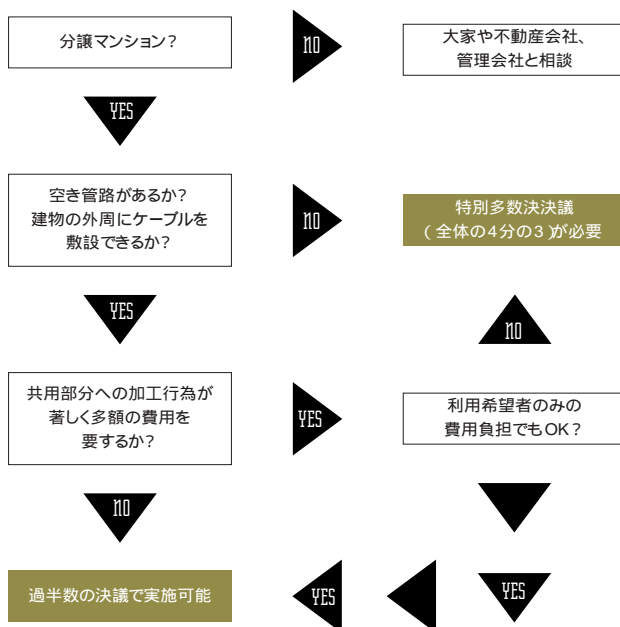 分譲マンション?
NO
大家や不動産会社、
管理会社と相談
YES
空き管路があるか?
建物の外周にケーブルを
敷設できるか?
NO
特別多数決決議
(全体の4分の3)が必要
YES
NO
共用部分への加工行為が
著しく多額の費用を
要するか?
YES
利用希望者のみの
費用負担でもOK?
NO
過半数の決議で実施可能
YES
YES